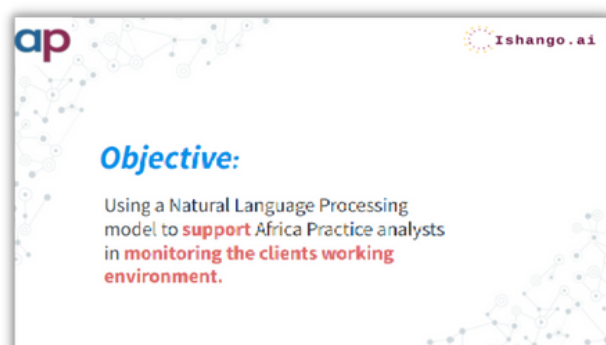 ap
Ishango.ai
Objective:
Using a Natural Language Processing
model to support Africa Practice analysts
in monitoring the clients working
environment.